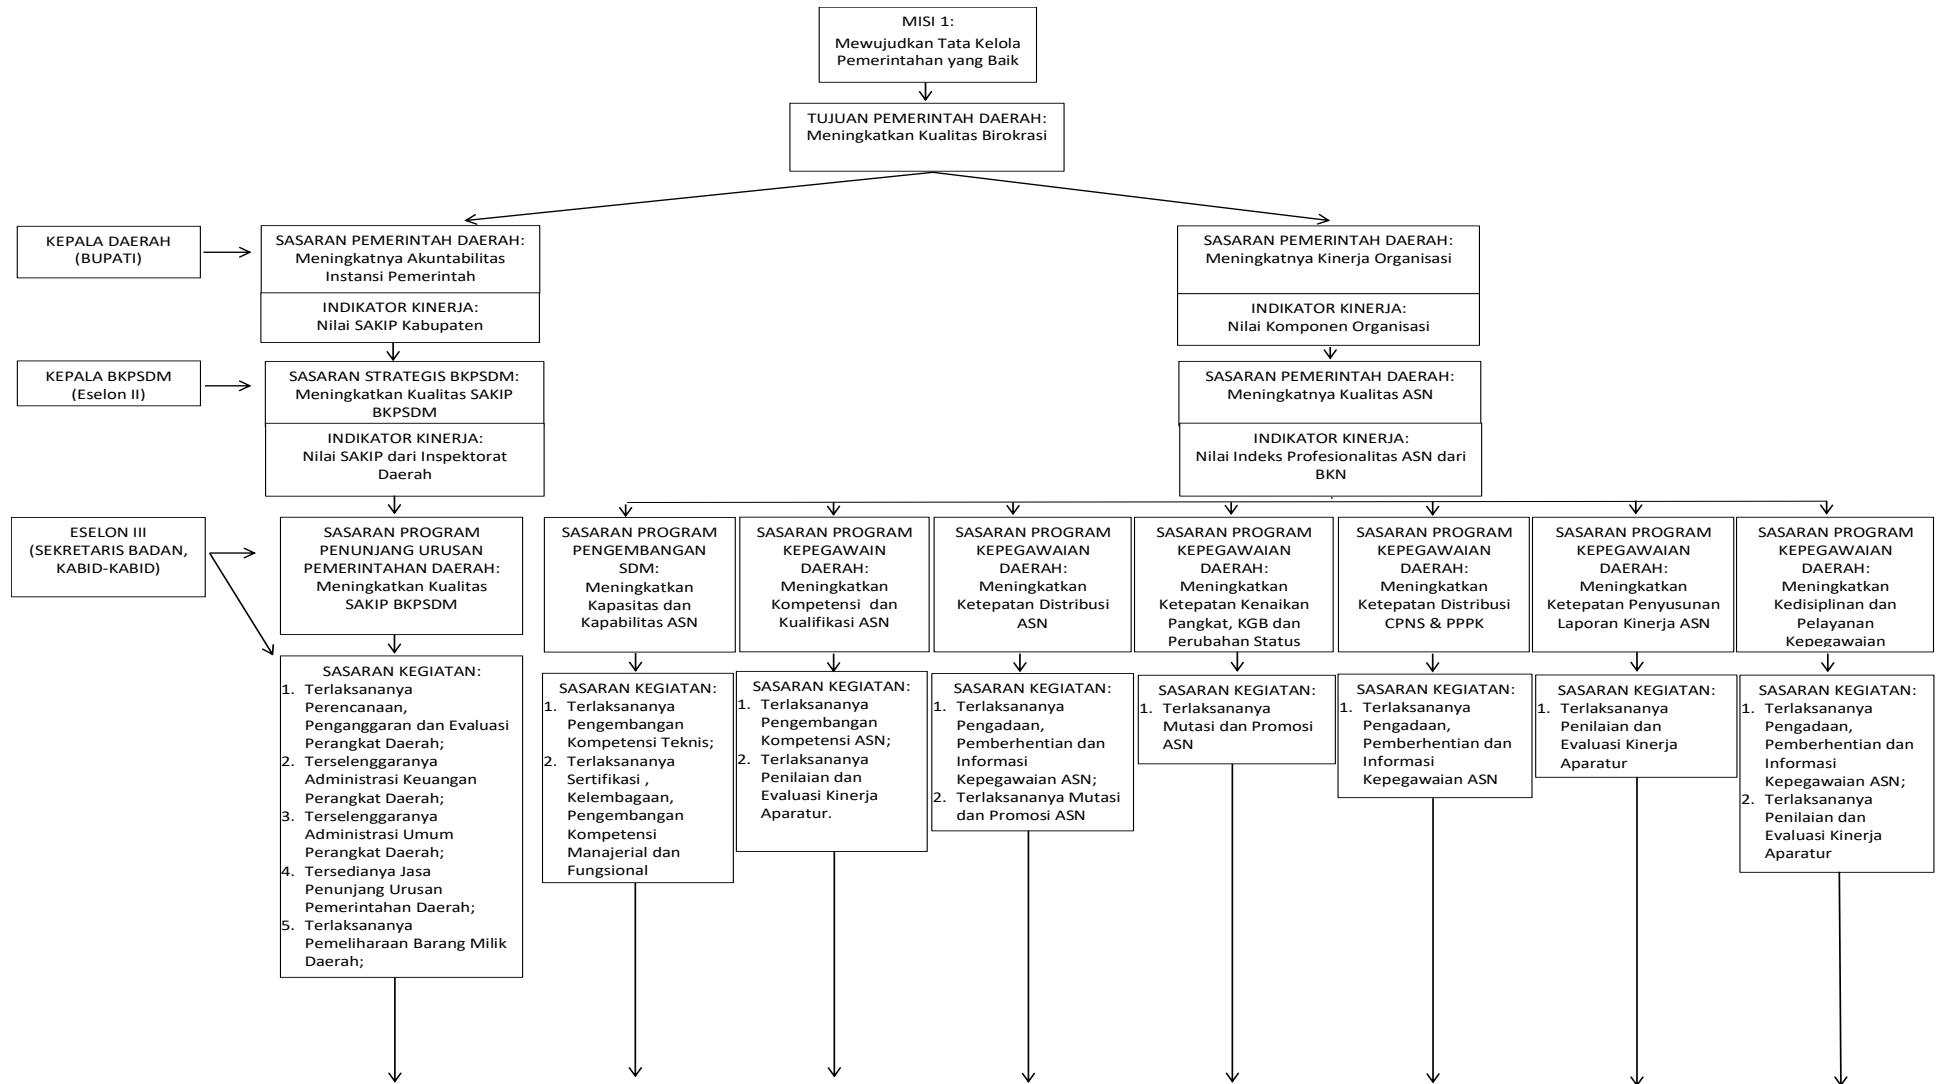 MISI 1:
Mewujudkan Tata Kelola
Pemerintahan yang Baik
TUJUAN PEMERINTAH DAERAH:
Meningkatkan Kualitas Birokrasi
KEPALA DAERAH
(BUPATI)
SASARAN PEMERINTAH DAERAH:
Meningkatnya Akuntabilitas
Instansi Pemerintah
INDIKATOR KINERJA:
Nilai SAKIP Kabupaten
SASARAN PEMERINTAH DAERAH:
Meningkatnya Kinerja Organisasi
INDIKATOR KINERJA:
Nilai Komponen Organisasi
KEPALA BKPSDM
(Eselon II)
SASARAN STRATEGIS BKPSDM:
Meningkatkan Kualitas SAKIP
BKPSDM
INDIKATOR KINERJA:
Nilai SAKIP dari Inspektorat
Daerah
SASARAN PEMERINTAH DAERAH:
Meningkatnya Kualitas ASN
INDIKATOR KINERJA:
Nilai Indeks Profesionalitas ASN dari
BKN
ESELON III
(SEKRETARIS BADAN,
KABID-KABID)
SASARAN PROGRAM
PENUNJANG URUSAN
PEMERINTAHAN DAERAH:
Meningkatkan Kualitas
SAKIP BKPSDM
SASARAN PROGRAM
PENGEMBANGAN
SDM:
Meningkatkan
Kapasitas dan
Kapabilitas ASN
SASARAN PROGRAM
KEPEGAWAIN
DAERAH:
Meningkatkan
Kompetensi  dan
Kualifikasi ASN
SASARAN PROGRAM
KEPEGAWAIAN
DAERAH:
Meningkatkan
Ketepatan Distribusi
ASN
SASARAN PROGRAM
KEPEGAWAIAN
DAERAH:
Meningkatkan
Ketepatan Kenaikan
Pangkat, KGB dan
Perubahan Status
SASARAN PROGRAM
KEPEGAWAIAN
DAERAH:
Meningkatkan
Ketepatan Distribusi
CPNS & PPPK
SASARAN PROGRAM
KEPEGAWAIAN
DAERAH:
Meningkatkan
Ketepatan Penyusunan
Laporan Kinerja ASN
SASARAN PROGRAM
KEPEGAWAIAN
DAERAH:
Meningkatkan
Kedisiplinan dan
Pelayanan
Kepegawaian
SASARAN KEGIATAN:
1. Terlaksananya
Perencanaan,
Penganggaran dan Evaluasi
Perangkat Daerah;
2. Terselenggaranya
Administrasi Keuangan
Perangkat Daerah;
3. Terselenggaranya
Administrasi Umum
Perangkat Daerah;
4. Tersedianya Jasa
Penunjang Urusan
Pemerintahan Daerah;
5. Terlaksananya
Pemeliharaan Barang Milik
Daerah;
SASARAN KEGIATAN:
1. Terlaksananya
Pengembangan
Kompetensi Teknis;
2. Terlaksananya
Sertifikasi ,
Kelembagaan,
Pengembangan
Kompetensi
Manajerial dan
Fungsional
SASARAN KEGIATAN:
1. Terlaksananya
Pengembangan
Kompetensi ASN;
2. Terlaksananya
Penilaian dan
Evaluasi Kinerja
Aparatur.
SASARAN KEGIATAN:
1. Terlaksananya
Pengadaan,
Pemberhentian dan
Informasi
Kepegawaian ASN;
2. Terlaksananya Mutasi
dan Promosi ASN
SASARAN KEGIATAN:
1. Terlaksananya
Mutasi dan Promosi
ASN
SASARAN KEGIATAN:
1. Terlaksananya
Pengadaan,
Pemberhentian dan
Informasi
Kepegawaian ASN
SASARAN KEGIATAN:
1. Terlaksananya
Penilaian dan
Evaluasi Kinerja
Aparatur
SASARAN KEGIATAN:
1. Terlaksananya
Pengadaan,
Pemberhentian dan
Informasi
Kepegawaian ASN;
2. Terlaksananya
Penilaian dan
Evaluasi Kinerja
Aparatur